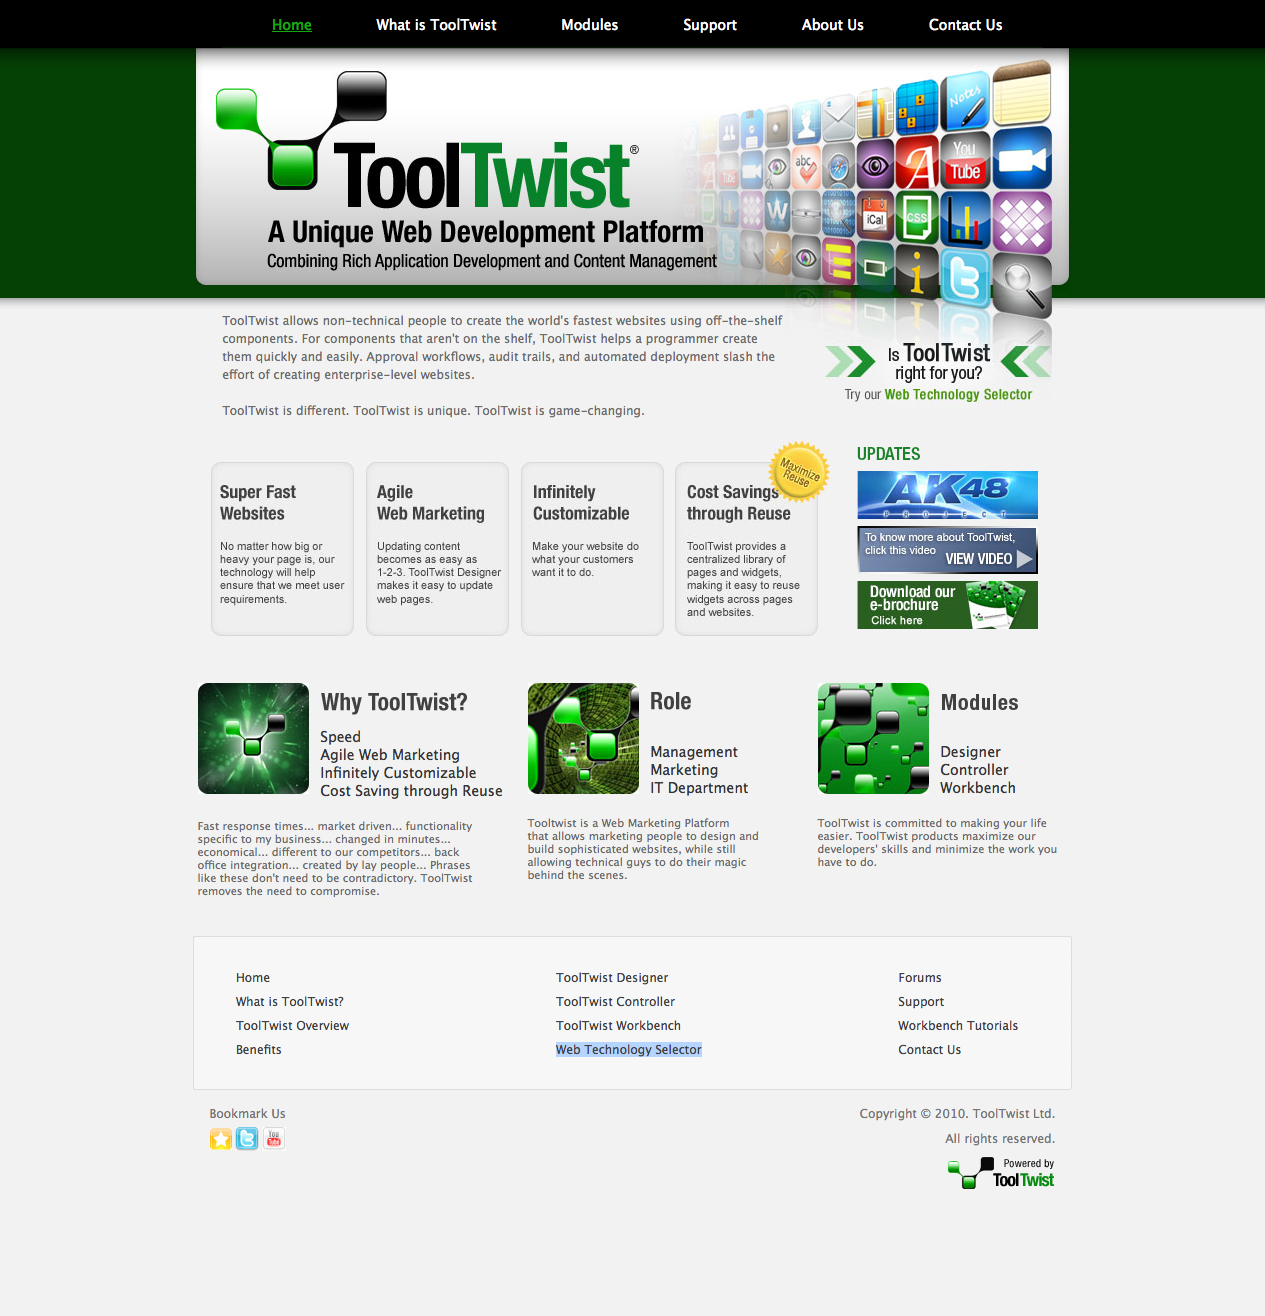 Home What is ToolTwist Modules Support About Us Contact Us
ToolTwist®
A Unique Web Development Platform
Combining Rich Application Development and Content Management
Notes
abc
You
Tube
You
Tube
A
A
W
iCal
CSS
i
ToolTwist allows non-technical people to create the world's fastest websites using off-the-shelf
components. For components that aren't on the shelf, ToolTwist helps a programmer create
them quickly and easily. Approval workflows, audit trails, and automated deployment slash the
effort of creating enterprise-level websites.
ToolTwist is different. ToolTwist is unique. ToolTwist is game-changing.
Is ToolTwist
right for you?
Try our Web Technology Selector
Super Fast
Websites
No matter how big or
heavy your page is, our
technology will help
ensure that we meet user
requirements.
Agile
Web Marketing
Updating content
becomes as easy as
1-2-3. ToolTwist Designer
makes it easy to update
web pages.
Infinitely
Customizable
Make your website do
what your customers
want it to do.
Maximize
Reuse
Cost Savings
through Reuse
ToolTwist provides a
centralized library of
pages and widgets,
making it easy to reuse
widgets across pages
and websites.
UPDATES
AK48
PROJECT
To know more about ToolTwist,
click this video
VIEW VIDEO
Download our
e-brochure
Click here
Why ToolTwist?
Speed
Agile Web Marketing
Infinitely Customizable
Cost Saving through Reuse
Fast response times... market driven... functionality
specific to my business... changed in minutes...
economical... different to our competitors... back
office integration... created by lay people... Phrases
like these don't need to be contradictory. ToolTwist
removes the need to compromise.
Role
Management
Marketing
IT Department
Tooltwist is a Web Marketing Platform
that allows marketing people to design and
build sophisticated websites, while still
allowing technical guys to do their magic
behind the scenes.
Modules
Designer
Controller
Workbench
ToolTwist is committed to making your life
easier. ToolTwist products maximize our
developers' skills and minimize the work you
have to do.
Home
What is ToolTwist?
ToolTwist Overview
Benefits
ToolTwist Designer
ToolTwist Controller
ToolTwist Workbench
Web Technology Selector
Forums
Support
Workbench Tutorials
Contact Us
Bookmark Us
You
Tube
Copyright © 2010. ToolTwist Ltd.
All rights reserved.
Powered by
ToolTwist